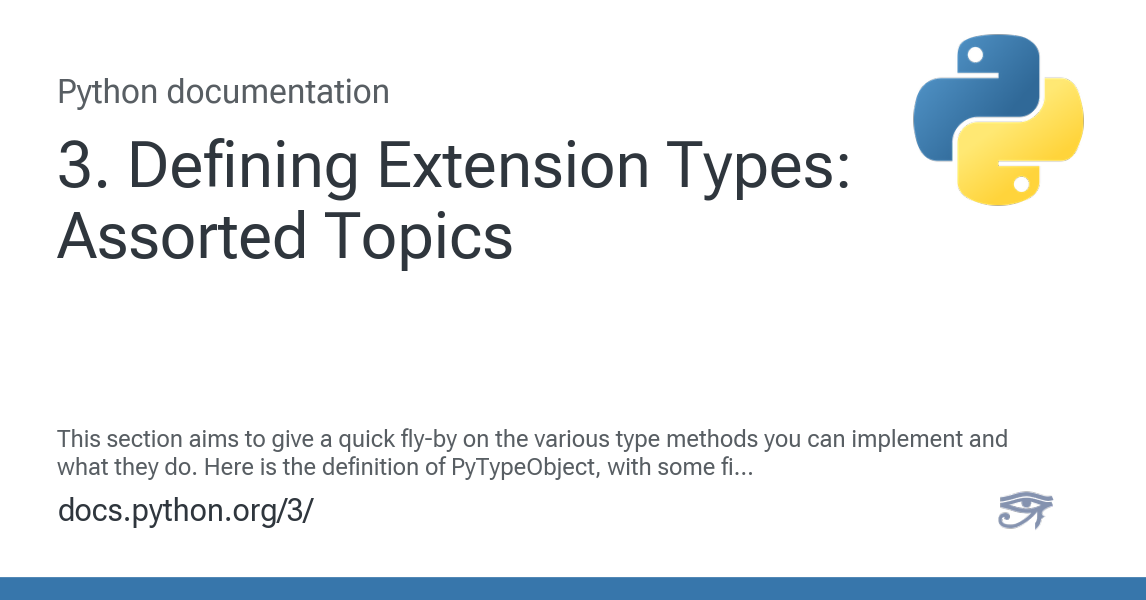 Python documentation
3. Defining Extension Types:
Assorted Topics
This section aims to give a quick fly-by on the various type methods you can implement and
what they do. Here is the definition of PyTypeObject, with some fi...
docs.python.org/3/